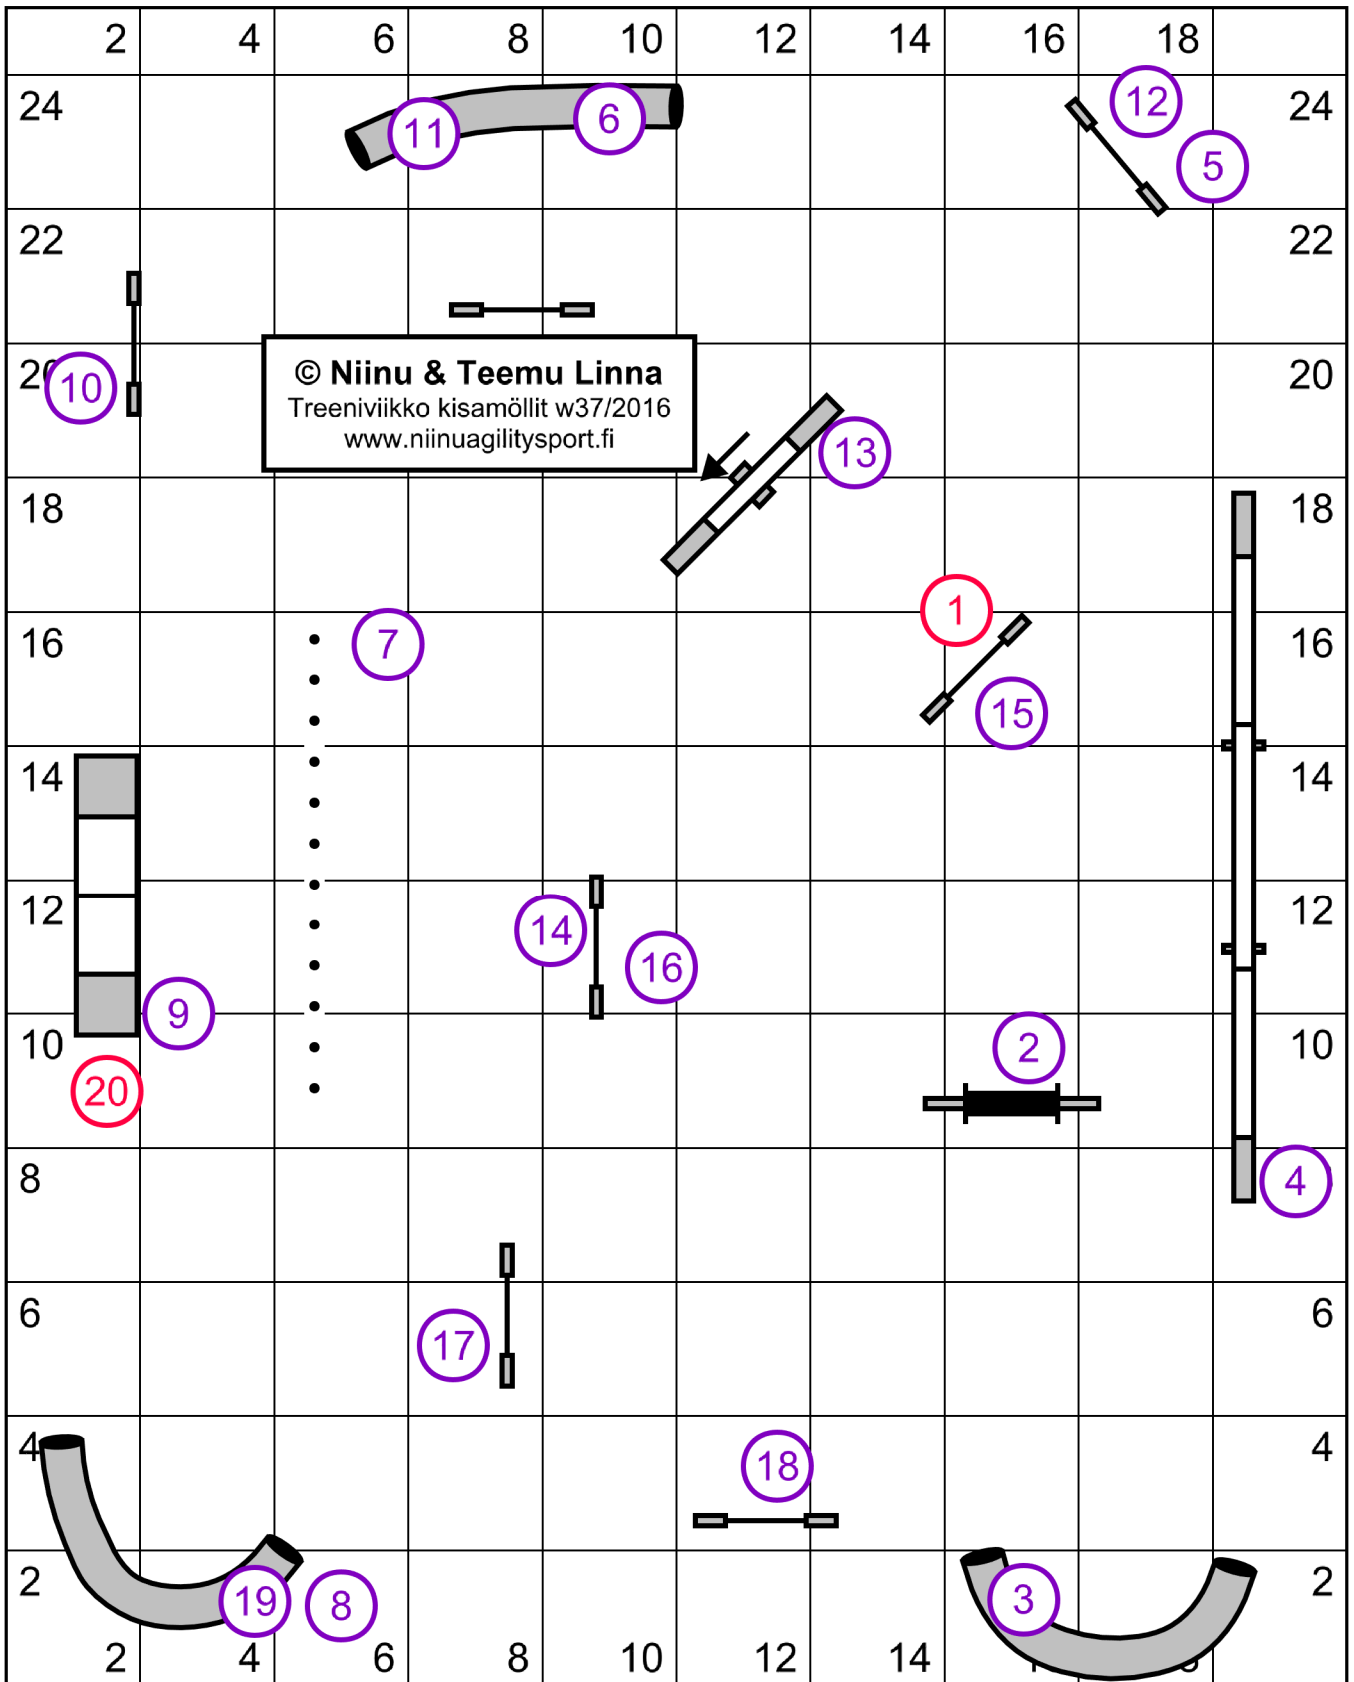 2 4 6 8 10 12 14 16 18
24 11 6 12 5 24
22 22
20 10 © Niinu & Teemu Linna 20
Treeniviikko kisamöllit w37/2016
www.niinuagilitysport.fi
13
18 18
1
16 7 16
15
14 14
12 14 16 12
9
10 2 10
20
8 4
6 17 6
4 18 4
2 19 8 3 2
2 4 6 8 10 12 14